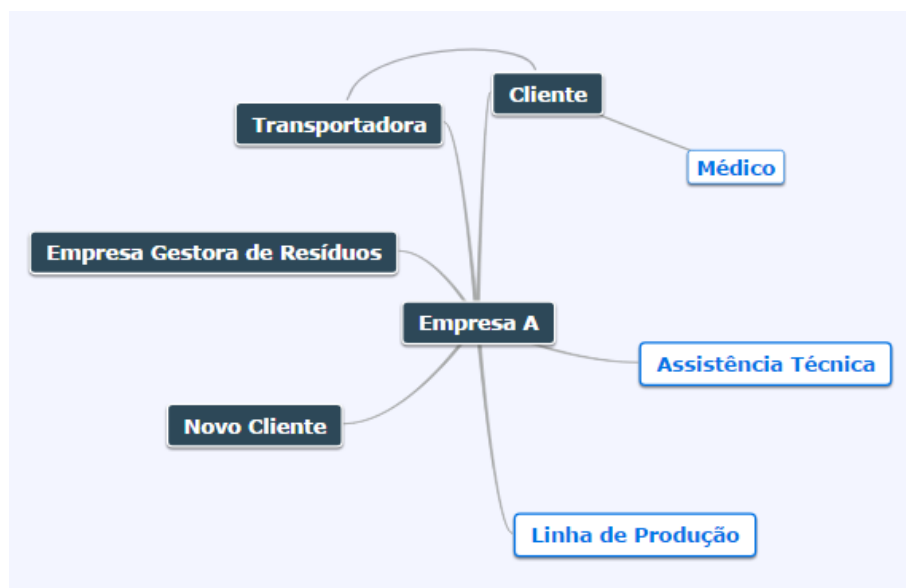 Cliente
Transportadora
Médico
Empresa Gestora de Resíduos
Empresa A
Assistência Técnica
Novo Cliente
Linha de Produção